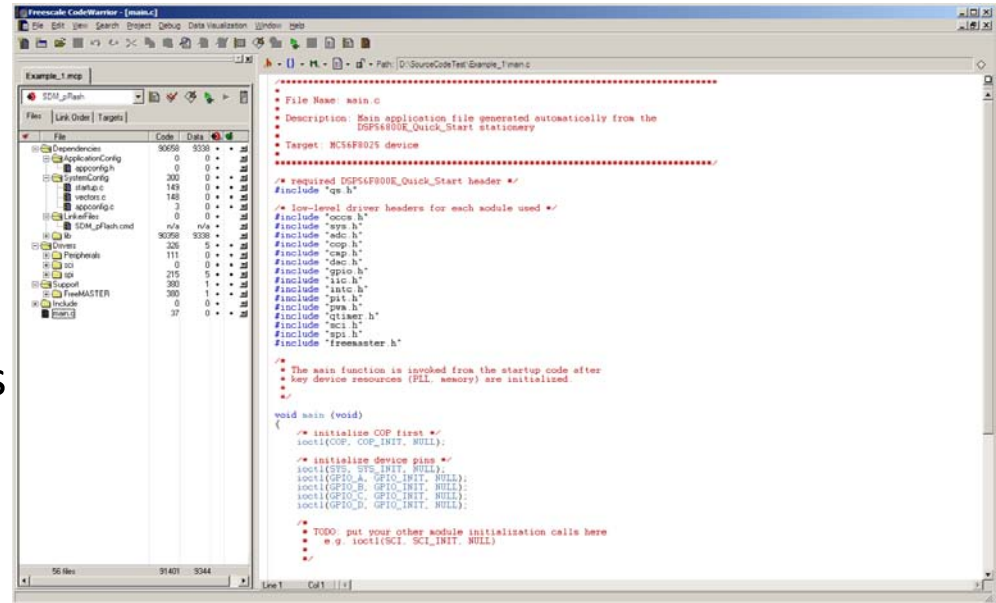 Freescale CodeWarrior - [main.c]
File Edit View Search Project Debug Data Visualization Window Help
Path: D:\SourceCodeTest\Example_1\main.c
Example_1.mcp
SDM_pFlash
Files Link Order Targets
File Code Data
Dependencies 90658 9338
ApplicationConfig 0 0
appconfig.h 0 0
SystemConfig 300 0
startup.c 149 0
vectors.c 148 0
appconfig.c 3 0
LinkerFiles 0 0
SDM_pFlash.cmd n/a n/a
lib 90358 9338
Drivers 326 5
Peripherals 111 0
sci 0 0
spi 215 5
Support 380 1
FreeMASTER 380 1
Include 0 0
main.c 37 0
56 files 91401 9344
S
/*******************************************************************************
*
* File Name: main.c
*
* Description: Main application file generated automatically from the
* DSP56800E_Quick_Start stationery
*
* Target: MC56F8025 device
*
*******************************************************************************/
/* required DSP56F800E_Quick_Start header */
#include "qs.h"
/* low-level driver headers for each module used */
#include "occs.h"
#include "sys.h"
#include "adc.h"
#include "cop.h"
#include "cmp.h"
#include "dac.h"
#include "gpio.h"
#include "iic.h"
#include "intc.h"
#include "pit.h"
#include "pwm.h"
#include "qtimer.h"
#include "sci.h"
#include "spi.h"
#include "freemaster.h"
/*
* The main function is invoked from the startup code after
* key device resources (PLL, memory) are initialized.
*
*/
void main (void)
{
/* initialize COP first */
ioctl(COP, COP_INIT, NULL);
/* initialize device pins */
ioctl(SYS, SYS_INIT, NULL);
ioctl(GPIO_A, GPIO_INIT, NULL);
ioctl(GPIO_B, GPIO_INIT, NULL);
ioctl(GPIO_C, GPIO_INIT, NULL);
ioctl(GPIO_D, GPIO_INIT, NULL);
/*
* TODO: put your other module initialization calls here
* e.g. ioctl(SCI, SCI_INIT, NULL)
*
*/
Line 1 Col 1